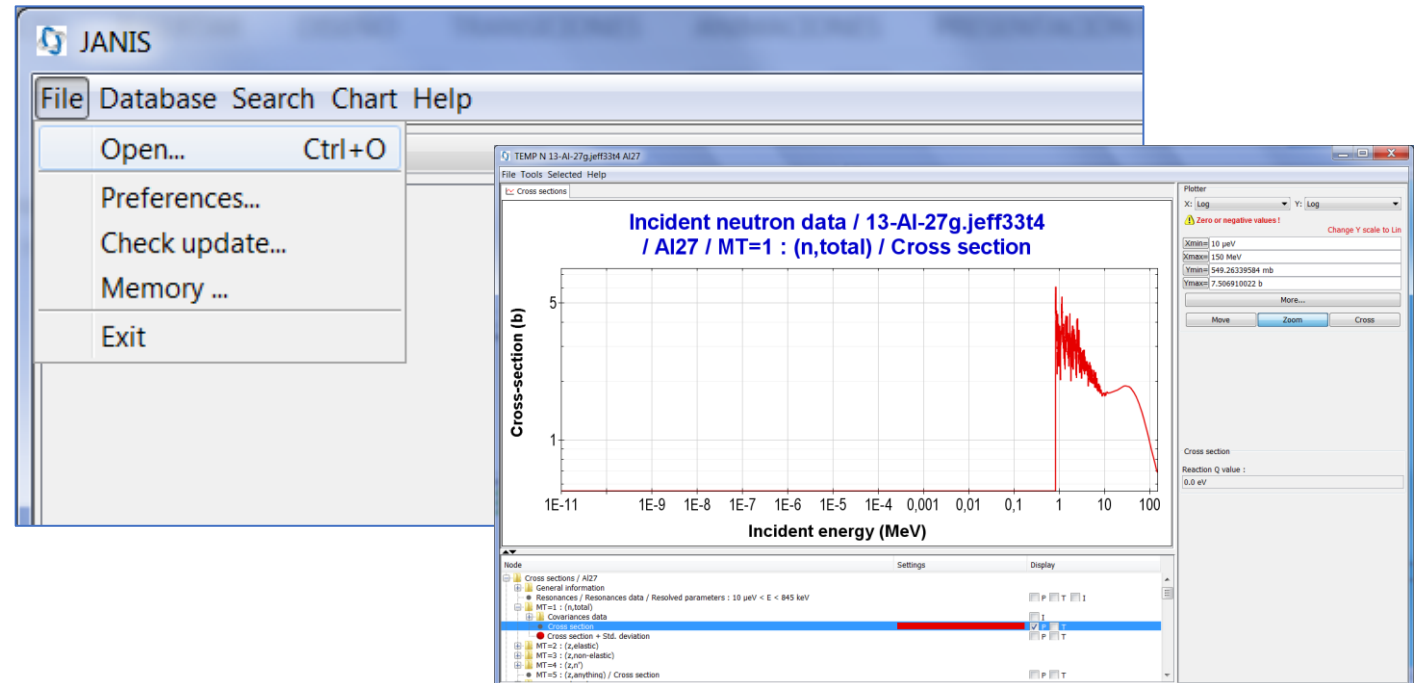 JANIS
File Database Search Chart Help
Open... Ctrl+O
Preferences...
Check update...
Memory ...
Exit
TEMP N 13-Al-27g.jeff33t4 Al27
File Tools Selected Help
Cross sections
Incident neutron data / 13-Al-27g.jeff33t4
/ Al27 / MT=1 : (n,total) / Cross section
Cross-section (b)
5
1
1E-11 1E-9 1E-8 1E-7 1E-6 1E-5 1E-4 0,001 0,01 0,1 1 10 100
Incident energy (MeV)
Plotter
X: Log Y: Log
Zero or negative values !
Change Y scale to Lin
Xmin= 10 µeV
Xmax= 150 MeV
Ymin= 549.26339584 mb
Ymax= 7.506910022 b
More...
Move Zoom Cross
Cross section
Reaction Q value :
0.0 eV
Node Settings Display
Cross sections / Al27
General information
Resonances / Resonances data / Resolved parameters : 10 µeV < E < 845 keV P T I
MT=1 : (n,total)
Covariances data I
Cross section P T
Cross section + Std. deviation P T
MT=2 : (z,elastic)
MT=3 : (z,non-elastic)
MT=4 : (z,n')
MT=5 : (z,anything) / Cross section P T